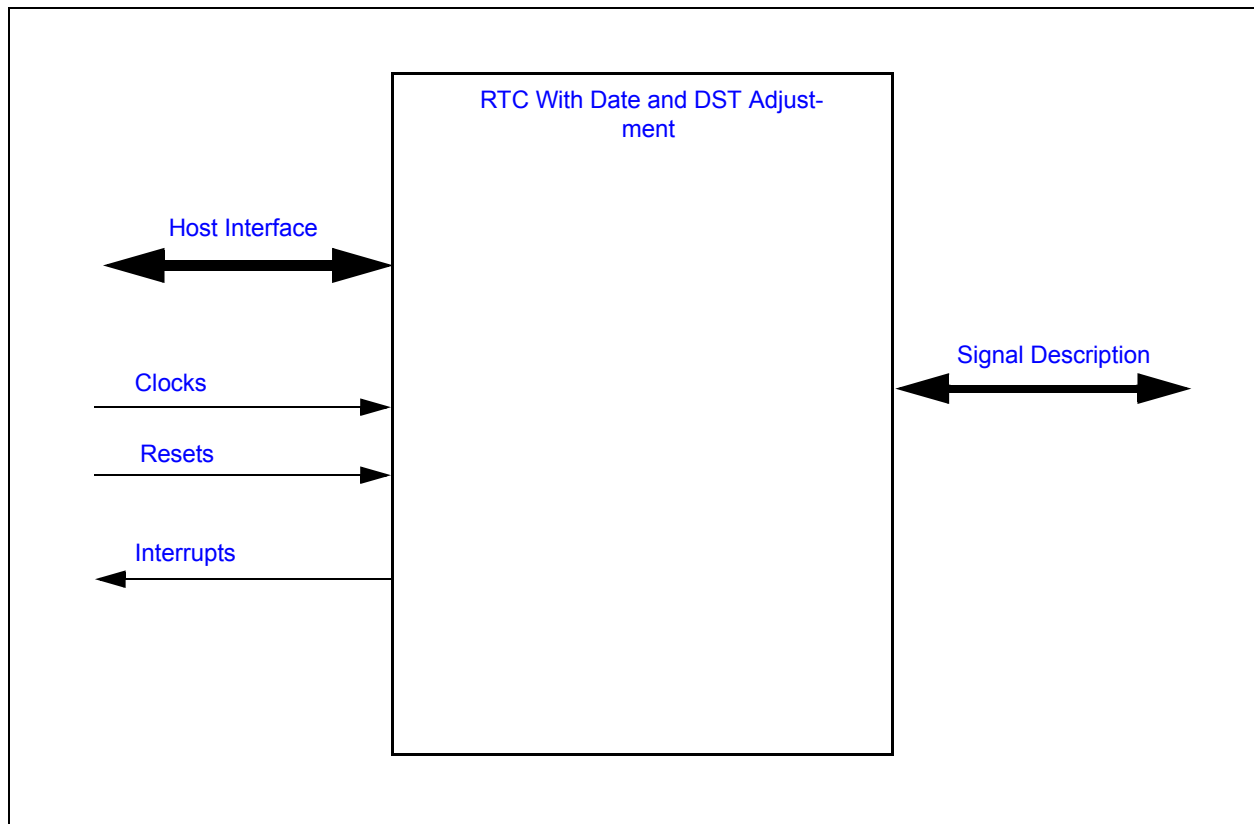 RTC With Date and DST Adjust-
ment
Host Interface
Signal Description
Clocks
Resets
Interrupts